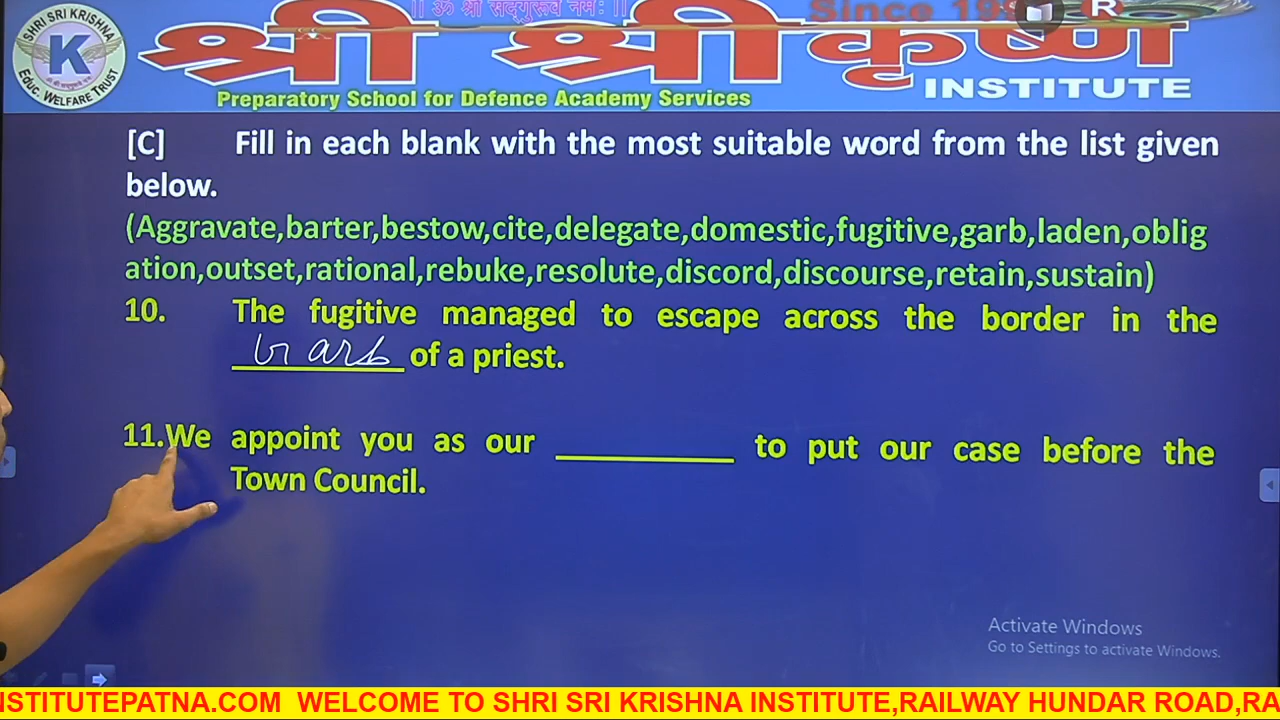 || ॐ श्री सद्‌गुरूवे नमः ||
Since 199
R
SHRI SRI KRISHNA
K
EDUC. WELFARE TRUST
श्री श्री कृष्ण
INSTITUTE
Preparatory School for Defence Academy Services
[C] Fill in each blank with the most suitable word from the list given
below.
(Aggravate,barter,bestow,cite,delegate,domestic,fugitive,garb,laden,oblig
ation,outset,rational,rebuke,resolute,discord,discourse,retain,sustain)
10. The fugitive managed to escape across the border in the
Garb of a priest.
11.We appoint you as our ________ to put our case before the
Town Council.
Activate Windows
Go to Settings to activate Windows.
NSTITUTEPATNA.COM WELCOME TO SHRI SRI KRISHNA INSTITUTE,RAILWAY HUNDAR ROAD,RA